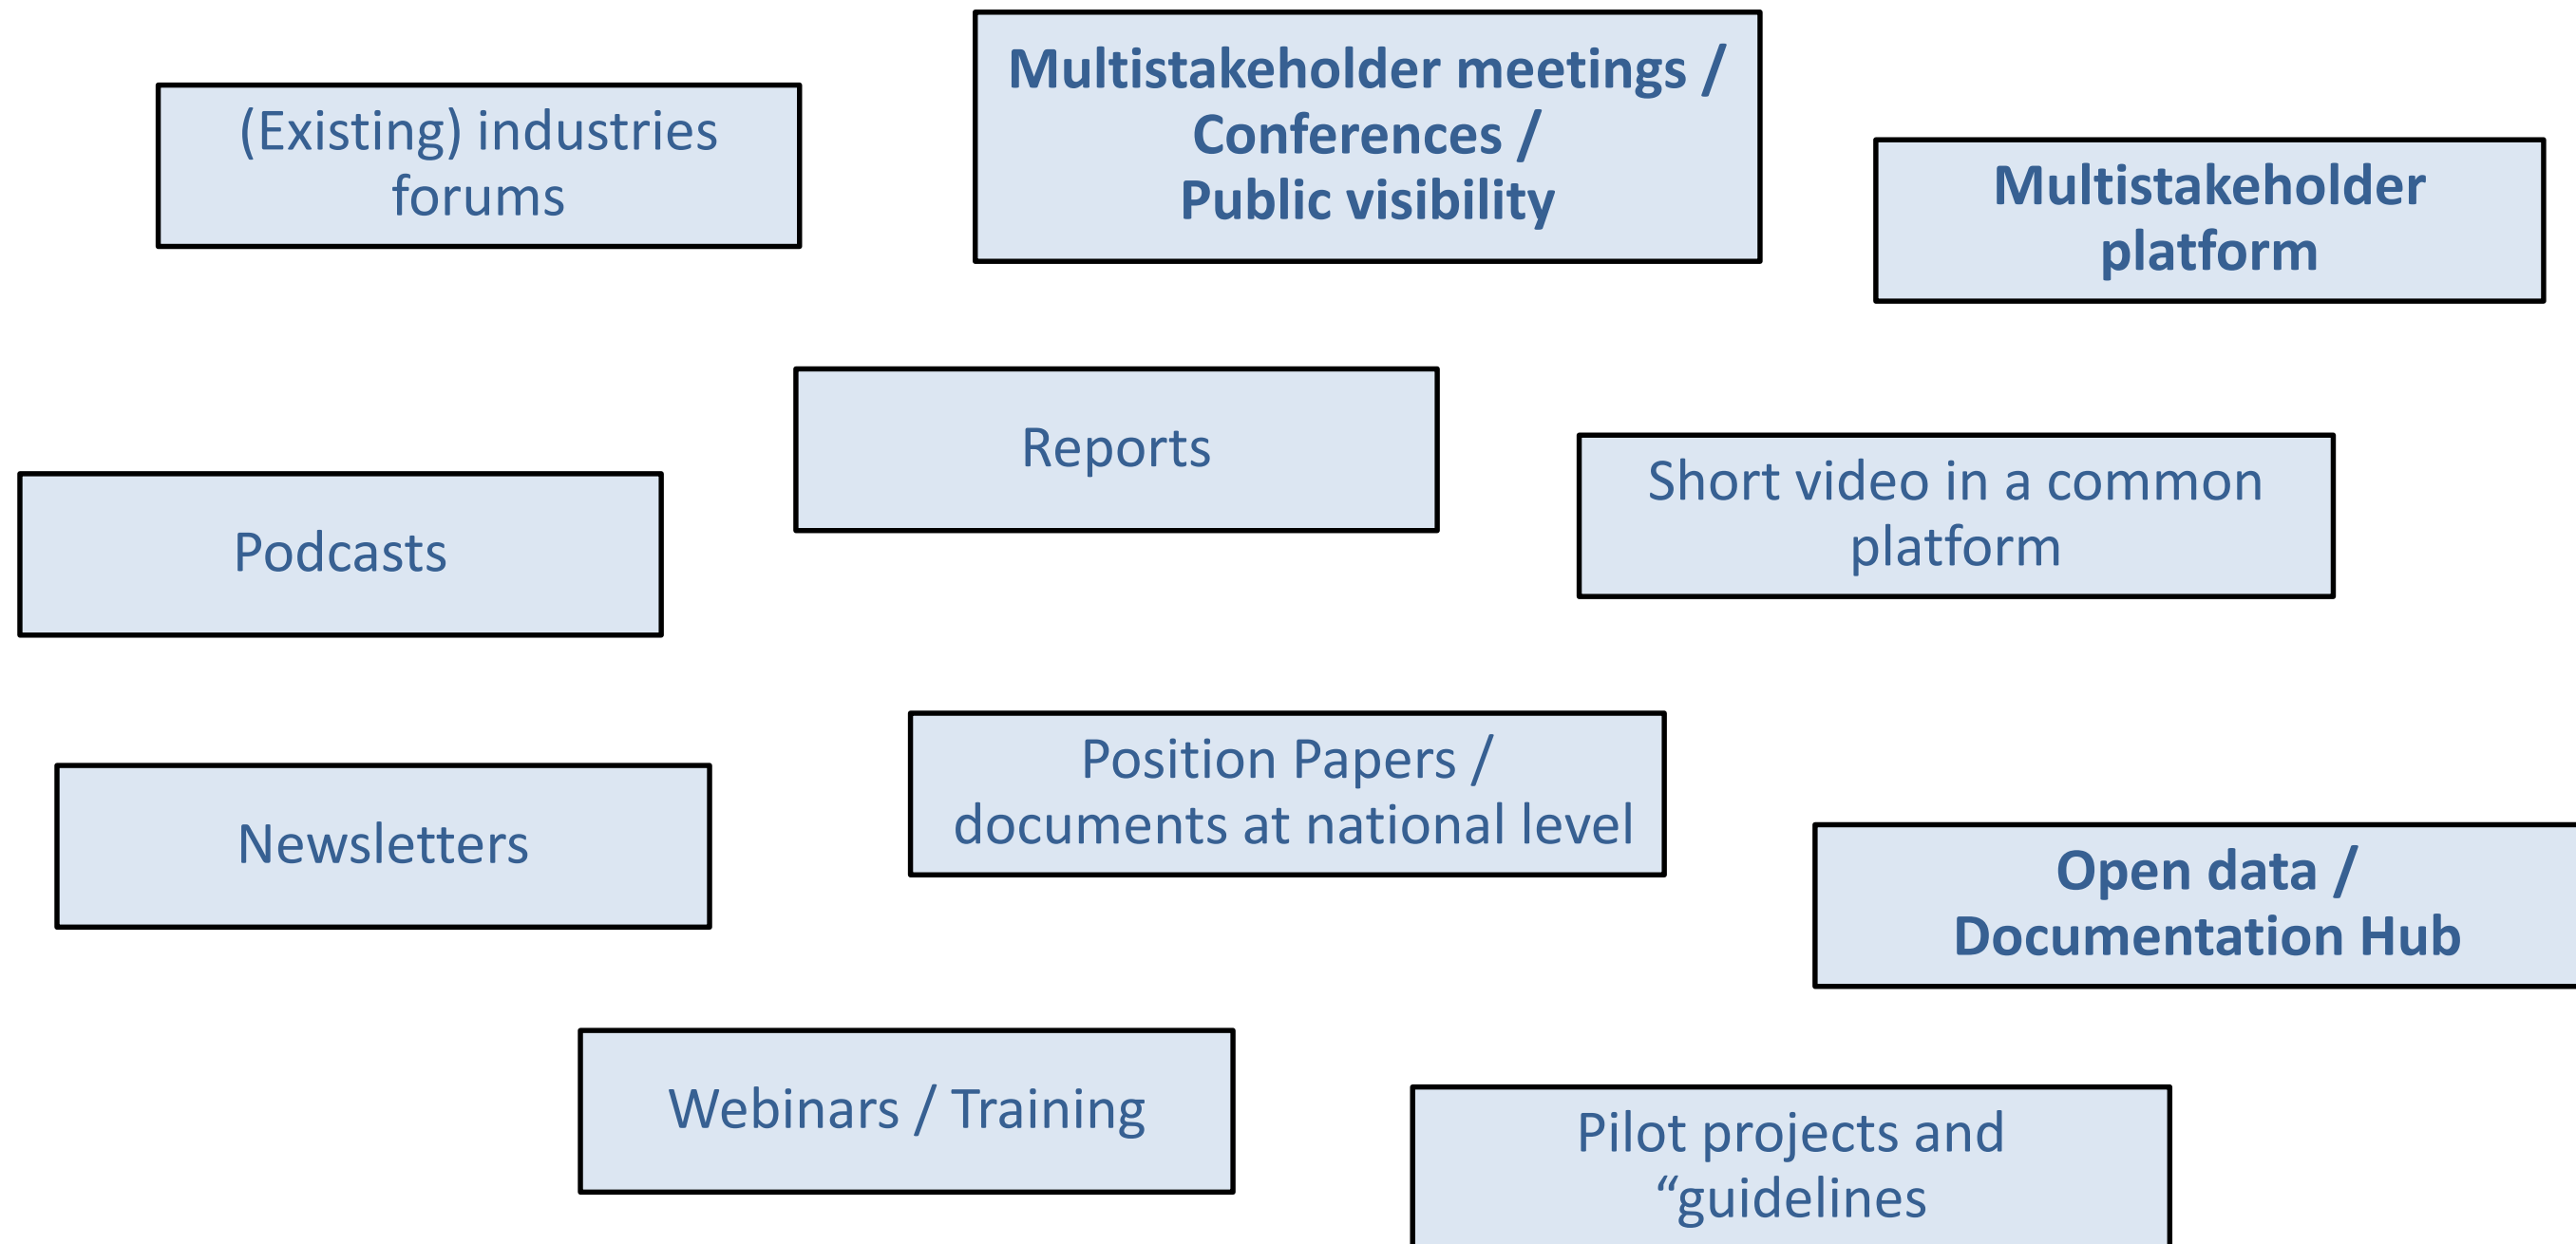 (Existing) industries
forums
Multistakeholder meetings /
Conferences /
Public visibility
Multistakeholder
platform
Reports
Short video in a common
platform
Podcasts
Position Papers /
documents at national level
Newsletters
Open data /
Documentation Hub
Webinars / Training
Pilot projects and
“guidelines